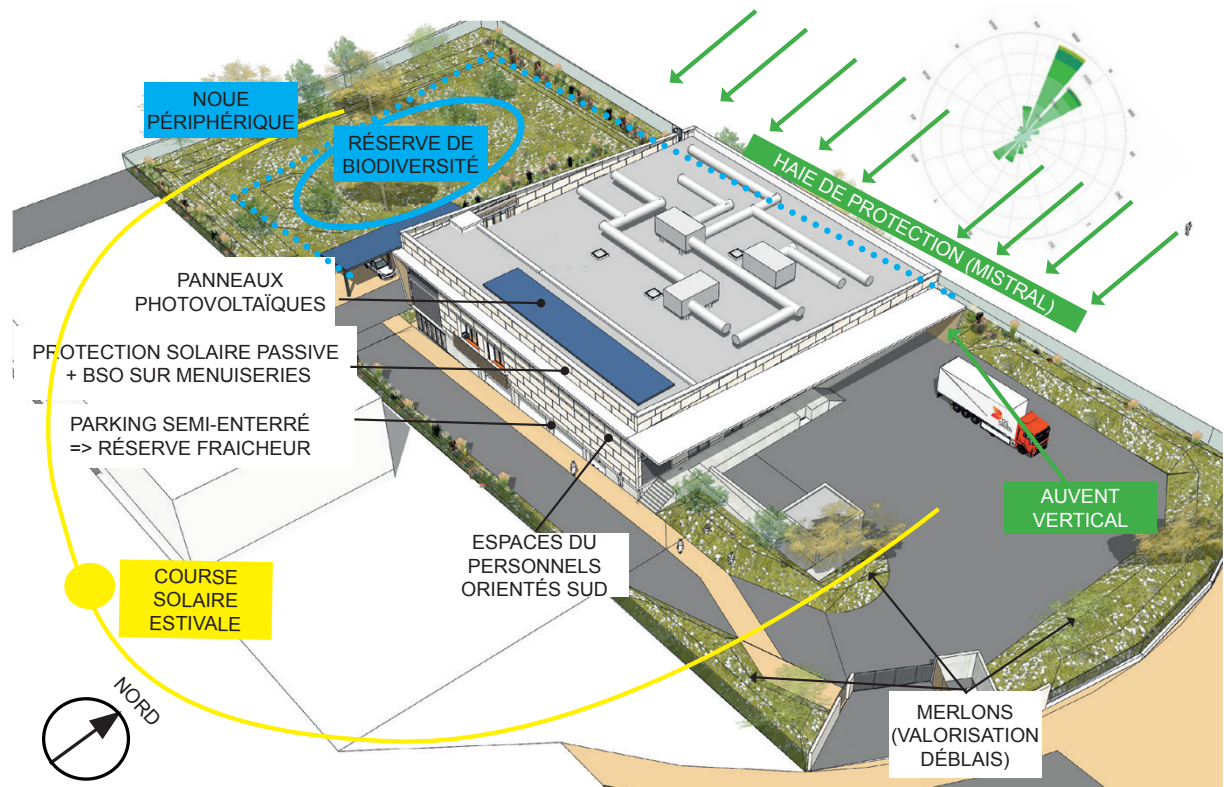 NOUE
PÉRIPHÉRIQUE
RÉSERVE DE
BIODIVERSITÉ
HAIE DE PROTECTION (MISTRAL)
PANNEAUX
PHOTOVOLTAÏQUES
PROTECTION SOLAIRE PASSIVE
+ BSO SUR MENUISERIES
PARKING SEMI-ENTERRÉ
=> RÉSERVE FRAICHEUR
AUVENT
VERTICAL
ESPACES DU
PERSONNELS
ORIENTÉS SUD
COURSE
SOLAIRE
ESTIVALE
NORD
MERLONS
(VALORISATION
DÉBLAIS)